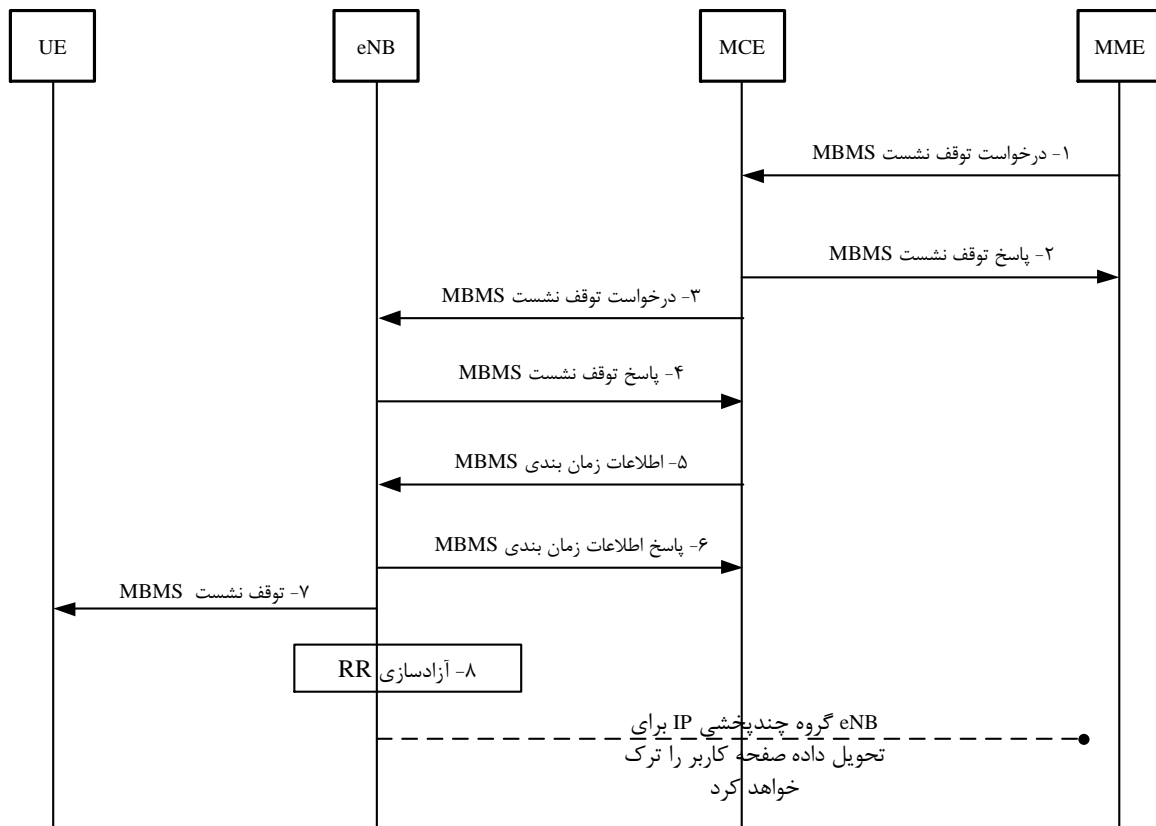 UE
eNB
MCE
MME
۱- درخواست توقف نشست MBMS
۲- پاسخ توقف نشست MBMS
۳- درخواست توقف نشست MBMS
۴- پاسخ توقف نشست MBMS
۵- اطلاعات زمان بندی MBMS
۶- پاسخ اطلاعات زمان بندی MBMS
۷- توقف نشست MBMS
۸- آزادسازی RR
eNB گروه چندپخشی IP برای
تحویل داده صفحه کاربر را ترک
خواهد کرد